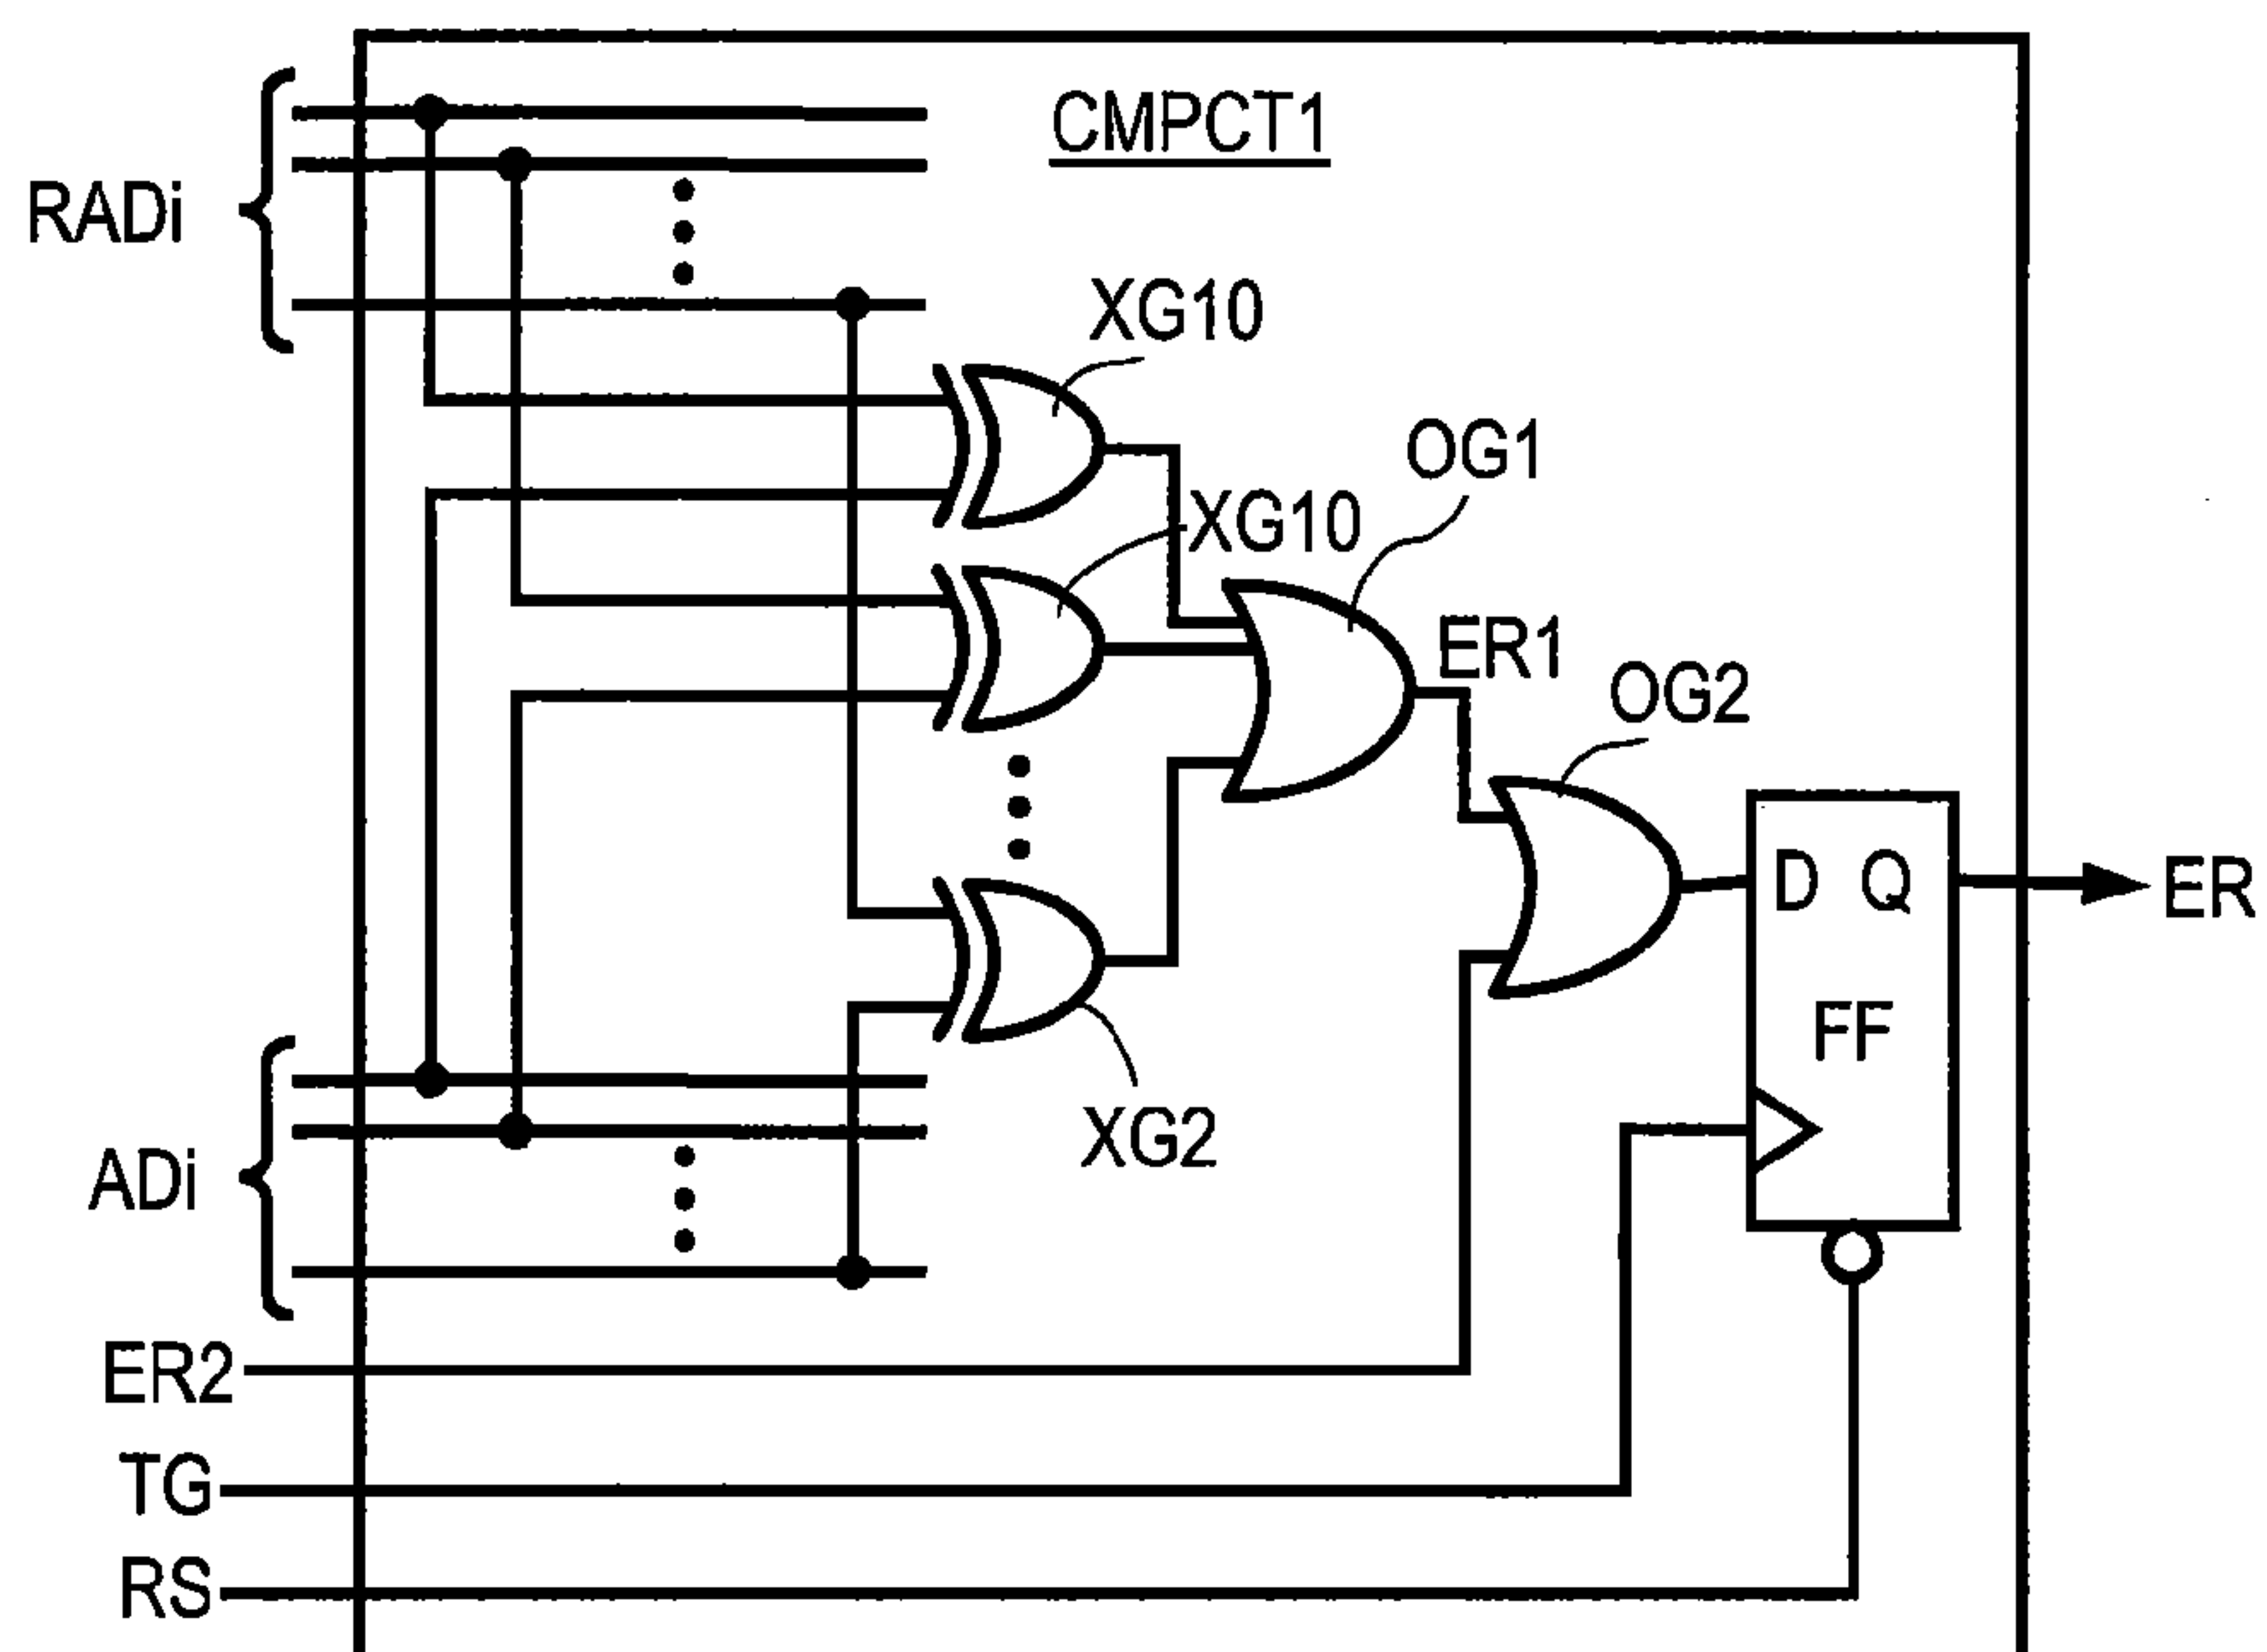 CMPCT1
RADi
XG10
OG1
XG10
ER1
OG2
D Q
ER
FF
XG2
ADi
ER2
TG
RS